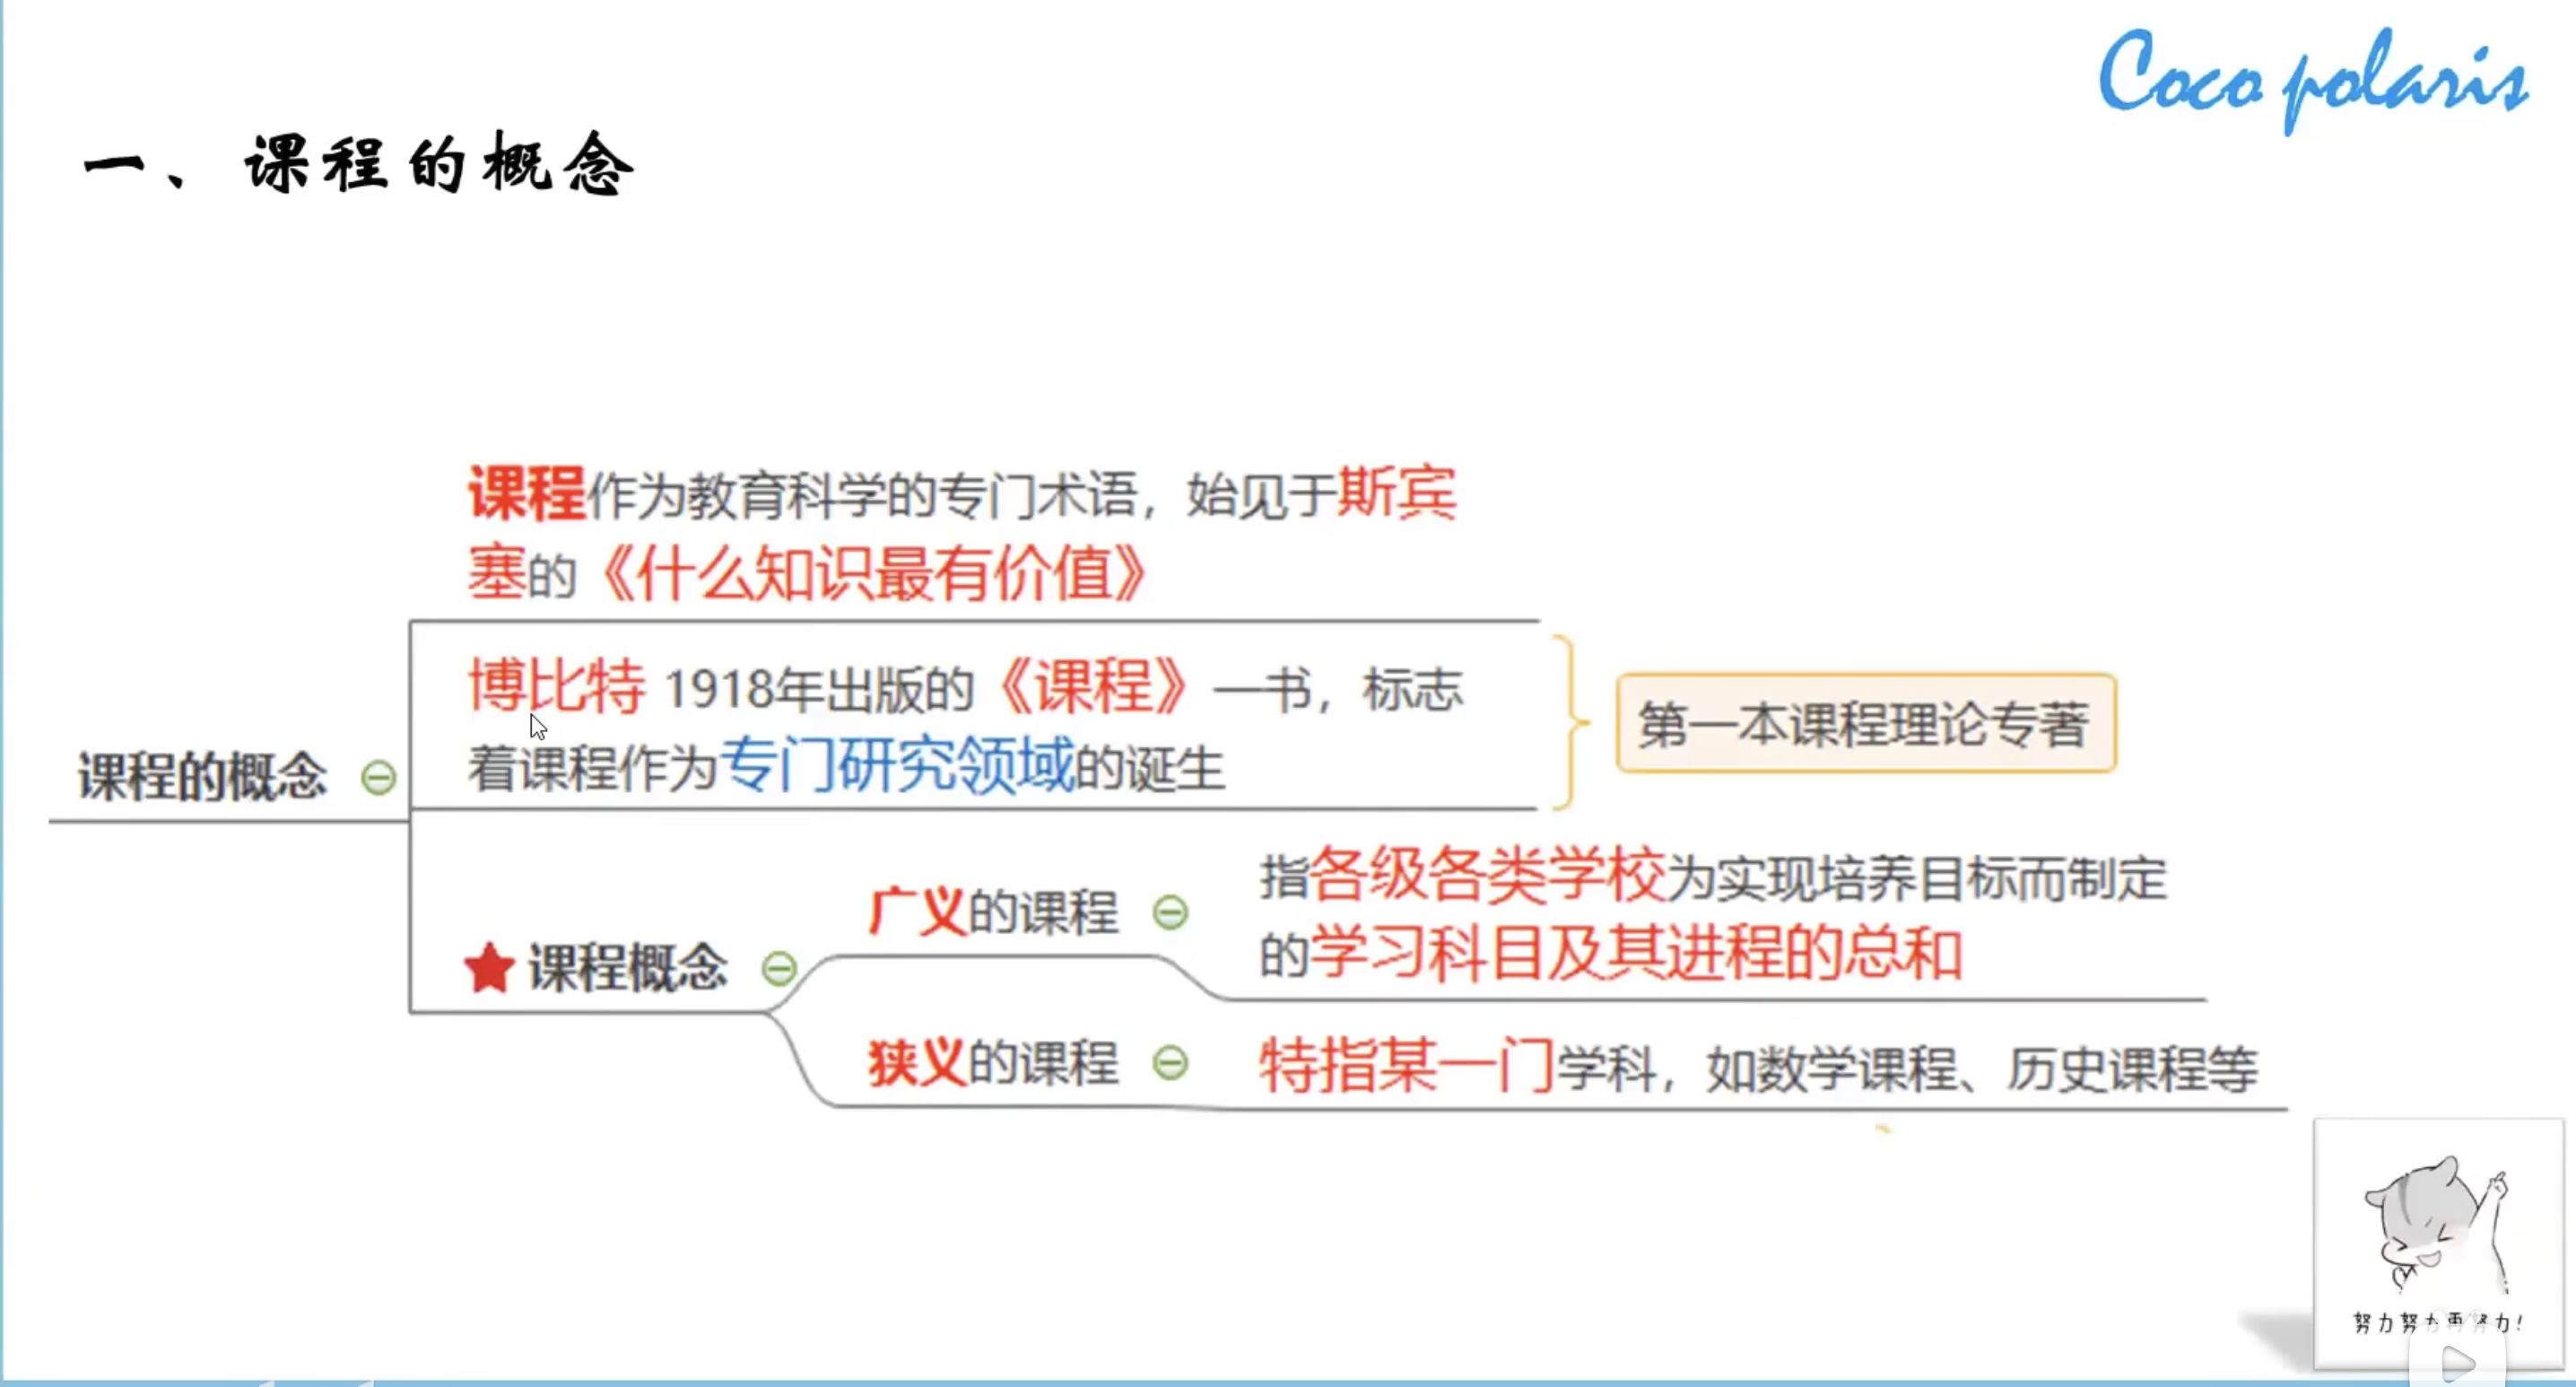 Coco polaris
一、课程的概念
课程作为教育科学的专门术语，始见于斯宾
塞的《什么知识最有价值》
博比特 1918年出版的《课程》一书，标志
着课程作为专门研究领域的诞生
第一本课程理论专著
课程的概念
广义的课程
指各级各类学校为实现培养目标而制定
的学习科目及其进程的总和
课程概念
狭义的课程
特指某一门学科，如数学课程、历史课程等
努力努力再努力！